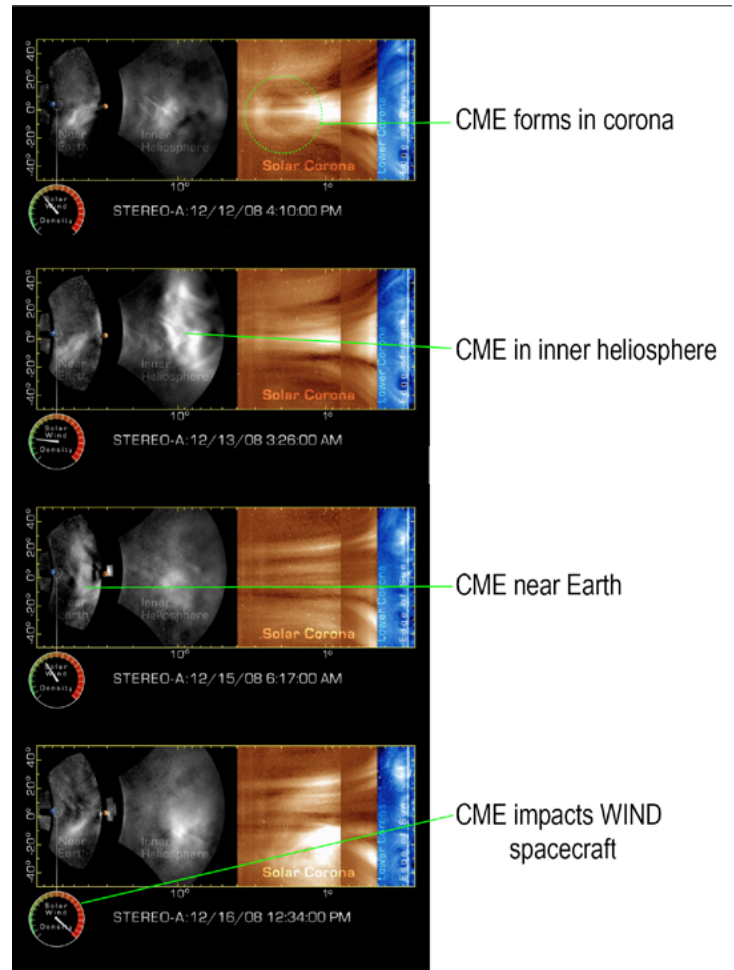 40°
20°
0°
-20°
-40°
Near
Earth
Inner
Heliosphere
Solar Corona
Lower Corona
Edge of Sun
10°
1°
Solar
Wind
Density
STEREO-A:12/12/08 4:10:00 PM
CME forms in corona
40°
20°
0°
-20°
-40°
Near
Earth
Inner
Heliosphere
Solar Corona
Lower Corona
Edge of Sun
10°
1°
Solar
Wind
Density
STEREO-A:12/13/08 3:26:00 AM
CME in inner heliosphere
40°
20°
0°
-20°
-40°
Near
Earth
Inner
Heliosphere
Solar Corona
Lower Corona
Edge of Sun
10°
1°
Solar
Wind
Density
STEREO-A:12/15/08 6:17:00 AM
CME near Earth
40°
20°
0°
-20°
-40°
Near
Earth
Inner
Heliosphere
Solar Corona
Lower Corona
Edge of Sun
10°
1°
Solar
Wind
Density
STEREO-A:12/16/08 12:34:00 PM
CME impacts WIND
spacecraft